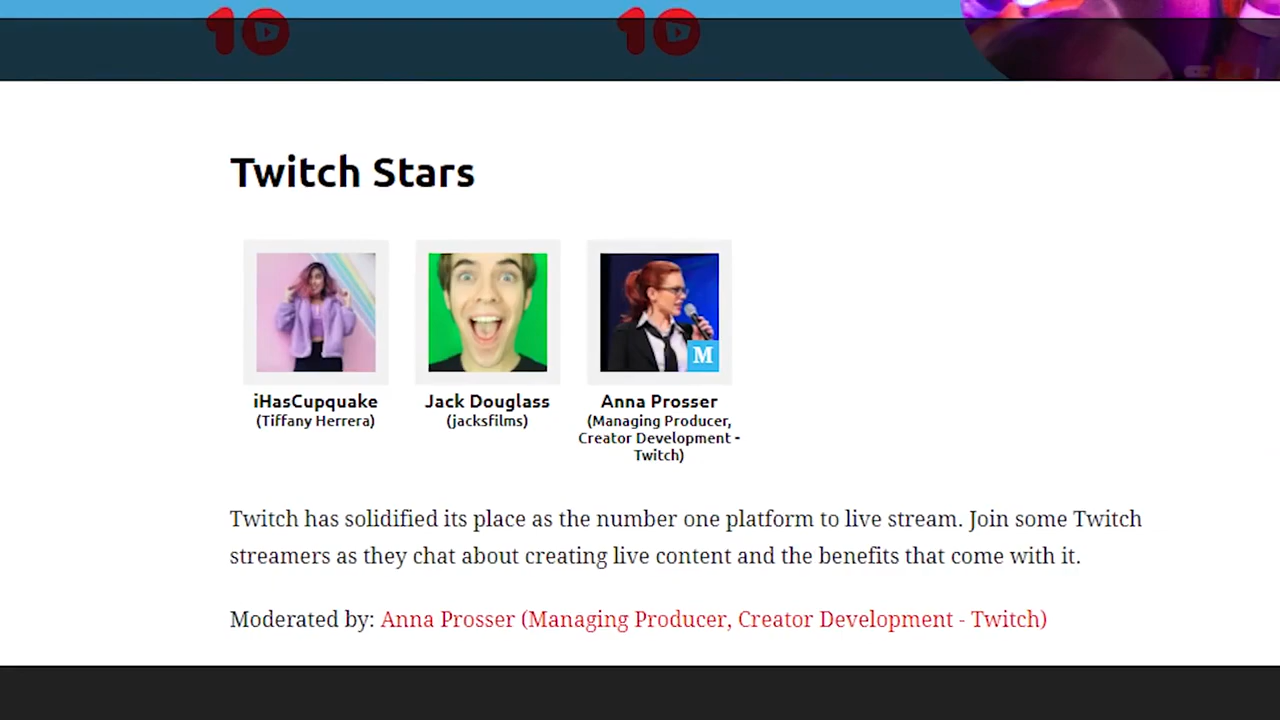 10 10
Twitch Stars
M
iHasCupquake Jack Douglass Anna Prosser
(Tiffany Herrera) (jacksfilms) (Managing Producer,
Creator Development -
Twitch)
Twitch has solidified its place as the number one platform to live stream. Join some Twitch
streamers as they chat about creating live content and the benefits that come with it.
Moderated by: Anna Prosser (Managing Producer, Creator Development - Twitch)